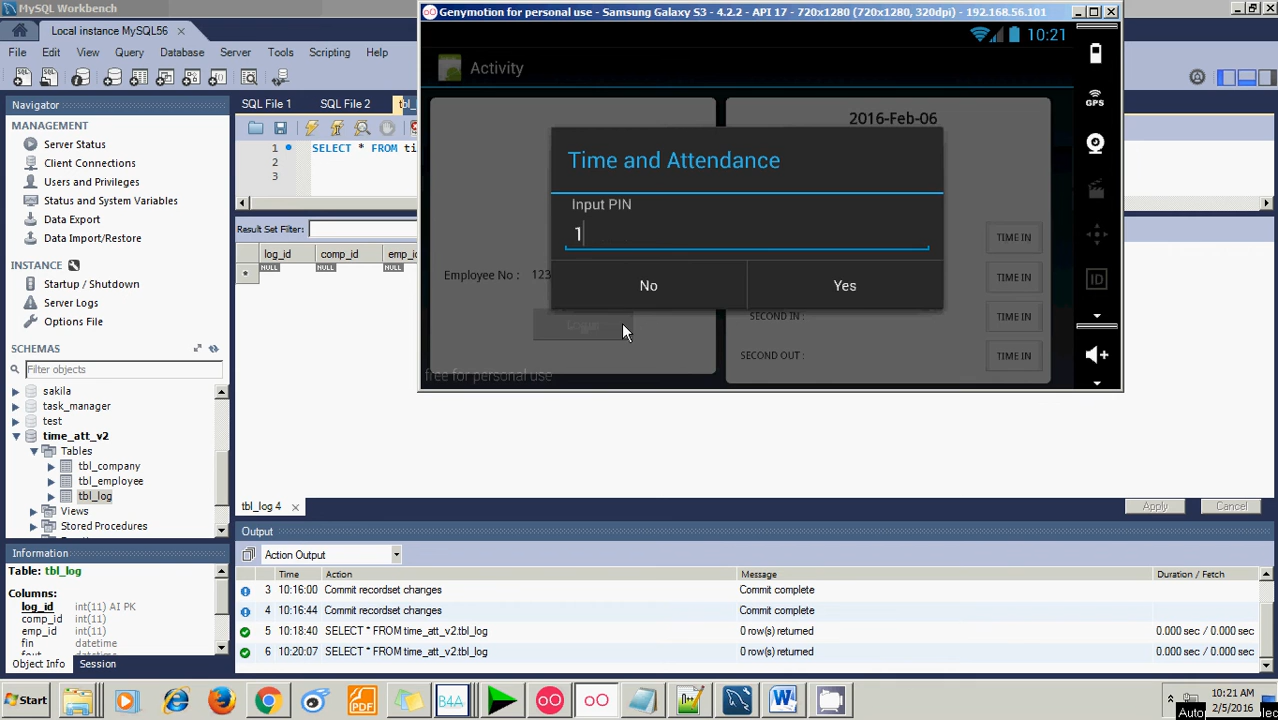 MySQL Workbench
Local instance MySQL56
File Edit View Query Database Server Tools Scripting Help
Navigator
MANAGEMENT
Server Status
Client Connections
Users and Privileges
Status and System Variables
Data Export
Data Import/Restore
INSTANCE
Startup / Shutdown
Server Logs
Options File
SCHEMAS
Filter objects
sakila
task_manager
test
time_att_v2
Tables
tbl_company
tbl_employee
tbl_log
Views
Stored Procedures
Information
Table: tbl_log
Columns:
log_id int(11) AI PK
comp_id int(11)
emp_id int(11)
fin datetime
fout datetime
Object Info Session
SQL File 1 SQL File 2
1 SELECT * FROM
2
3
Result Set Filter:
log_id comp_id
NULL NULL NULL
Genymotion for personal use - Samsung Galaxy S3 - 4.2.2 - API 17 - 720x1280 (720x1280, 320dpi) - 192.168.56.101
10:21
Activity
2016-Feb-06
Time and Attendance
Input PIN
1
No Yes
Employee No : 123
Login
TIME IN
TIME IN
SECOND IN : TIME IN
SECOND OUT : TIME IN
free for personal use
GPS
ID
tbl_log 4
Apply Cancel
Output
Action Output
Time Action Message Duration / Fetch
3 10:16:00 Commit recordset changes Commit complete
4 10:16:44 Commit recordset changes Commit complete
5 10:18:40 SELECT * FROM time_att_v2.tbl_log 0 row(s) returned 0.000 sec / 0.000 sec
6 10:20:07 SELECT * FROM time_att_v2.tbl_log 0 row(s) returned 0.000 sec / 0.000 sec
Start
PDF
B4A
10:21 AM
2/5/2016